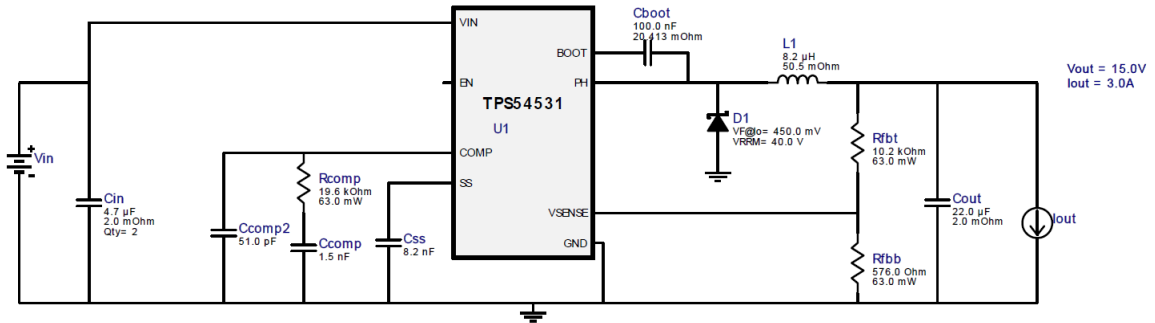 VIN
BOOT
EN
PH
TPS54531
U1
COMP
SS
VSENSE
GND
Cboot
100.0 nF
20.413 mOhm
L1
8.2 µH
50.5 mOhm
Vout = 15.0V
Iout = 3.0A
D1
VF@Io= 450.0 mV
VRRM= 40.0 V
Rfbt
10.2 kOhm
63.0 mW
Vin
Cin
4.7 µF
2.0 mOhm
Qty= 2
Rcomp
19.6 kOhm
63.0 mW
Ccomp2
51.0 pF
Ccomp
1.5 nF
Css
8.2 nF
Cout
22.0 µF
2.0 mOhm
Iout
Rfbb
576.0 Ohm
63.0 mW